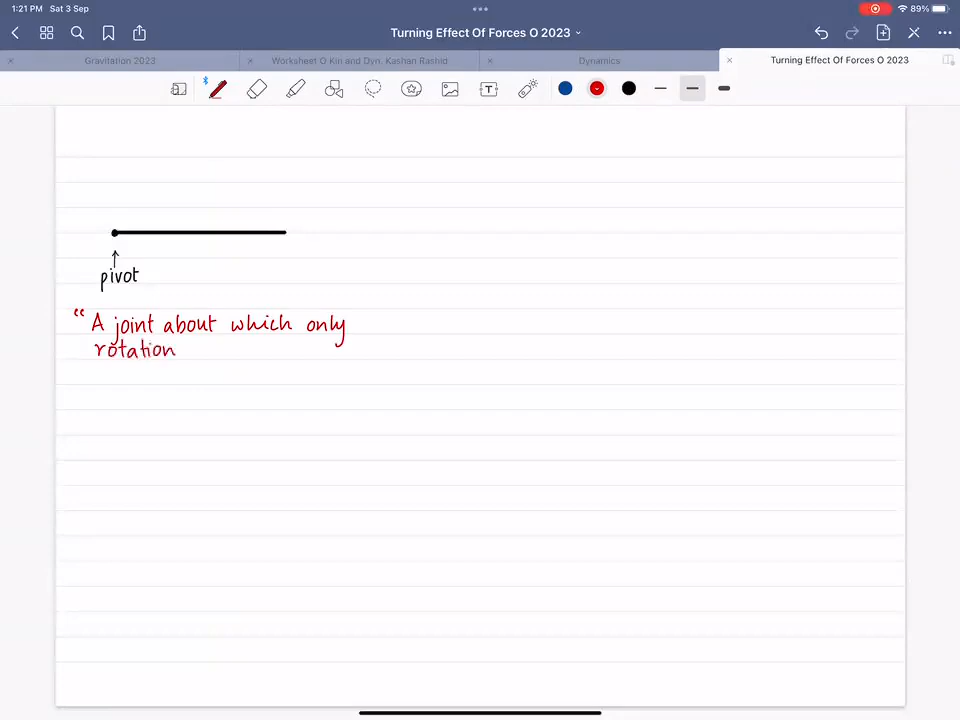 1:21 PM Sat 3 Sep
89%
Turning Effect Of Forces O 2023
Gravitation 2023
Worksheet O Kin and Dyn. Kashan Rashid
Dynamics
Turning Effect Of Forces O 2023
pivot
“A joint about which only
rotation